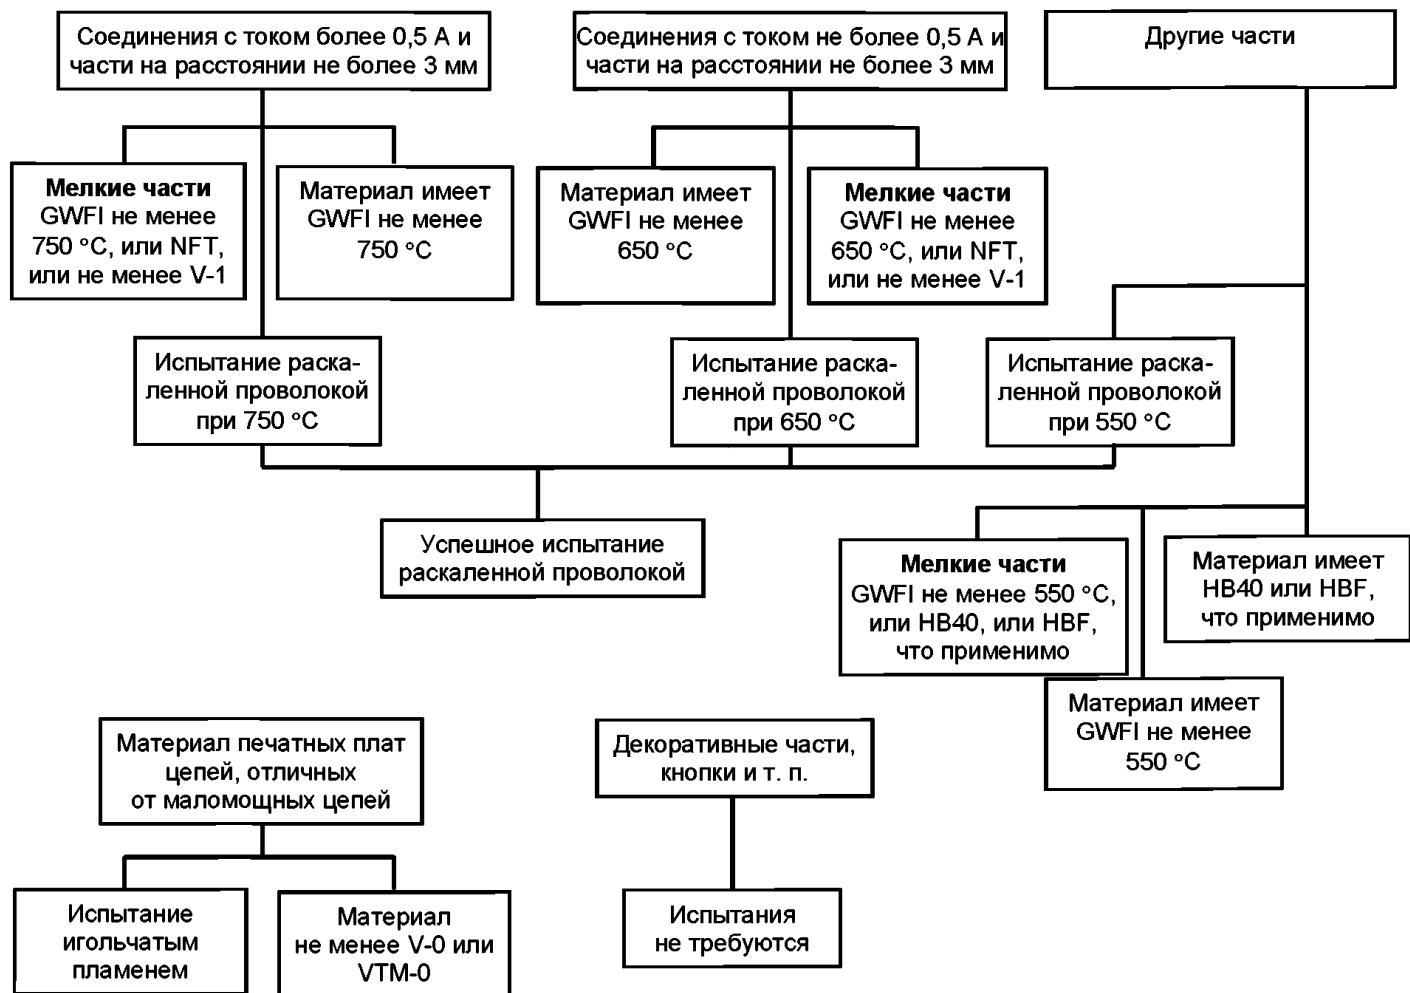 Соединения с током более 0,5 А и
части на расстоянии не более 3 мм
Соединения с током не более 0,5 А и
части на расстоянии не более 3 мм
Другие части
Мелкие части
GWFI не менее
750 °С, или NFT,
или не менее V-1
Материал имеет
GWFI не менее
750 °С
Материал имеет
GWFI не менее
650 °С
Мелкие части
GWFI не менее
650 °С, или NFT,
или не менее V-1
Испытание раска-
ленной проволокой
при 750 °С
Испытание раска-
ленной проволокой
при 650 °С
Испытание раска-
ленной проволокой
при 550 °С
Успешное испытание
раскаленной проволокой
Мелкие части
GWFI не менее 550 °С,
или НВ40, или HBF,
что применимо
Материал имеет
НВ40 или HBF,
что применимо
Материал имеет
GWFI не менее
550 °С
Материал печатных плат
цепей, отличных
от маломощных цепей
Декоративные части,
кнопки и т. п.
Испытание
игольчатым
пламенем
Материал
не менее V-0 или
VTM-0
Испытания
не требуются